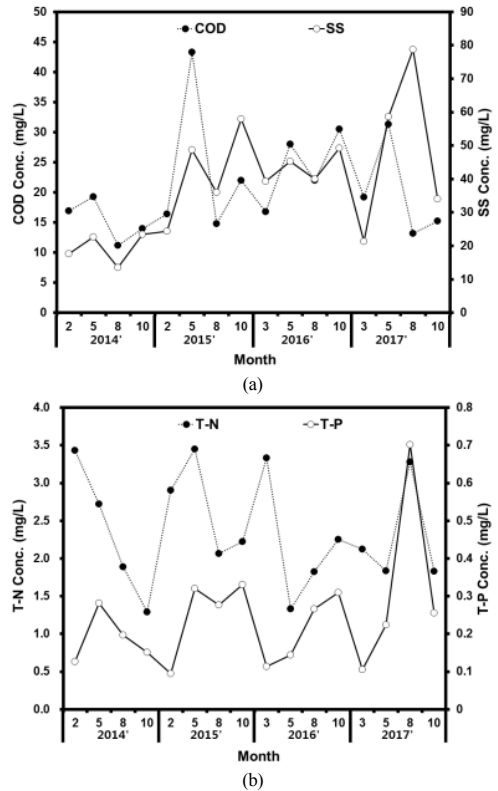 COD SS
50
45
40
35
30
25
20
15
10
5
0
COD Conc. (mg/L)
90
80
70
60
50
40
30
20
10
0
SS Conc. (mg/L)
2 5 8 10 2 5 8 10 3 5 8 10 3 5 8 10
2014' 2015' 2016' 2017'
Month
(a)
T-N T-P
4.0
3.5
3.0
2.5
2.0
1.5
1.0
0.5
0.0
T-N Conc. (mg/L)
0.8
0.7
0.6
0.5
0.4
0.3
0.2
0.1
0
T-P Conc. (mg/L)
2 5 8 10 2 5 8 10 3 5 8 10 3 5 8 10
2014' 2015' 2016' 2017'
Month
(b)